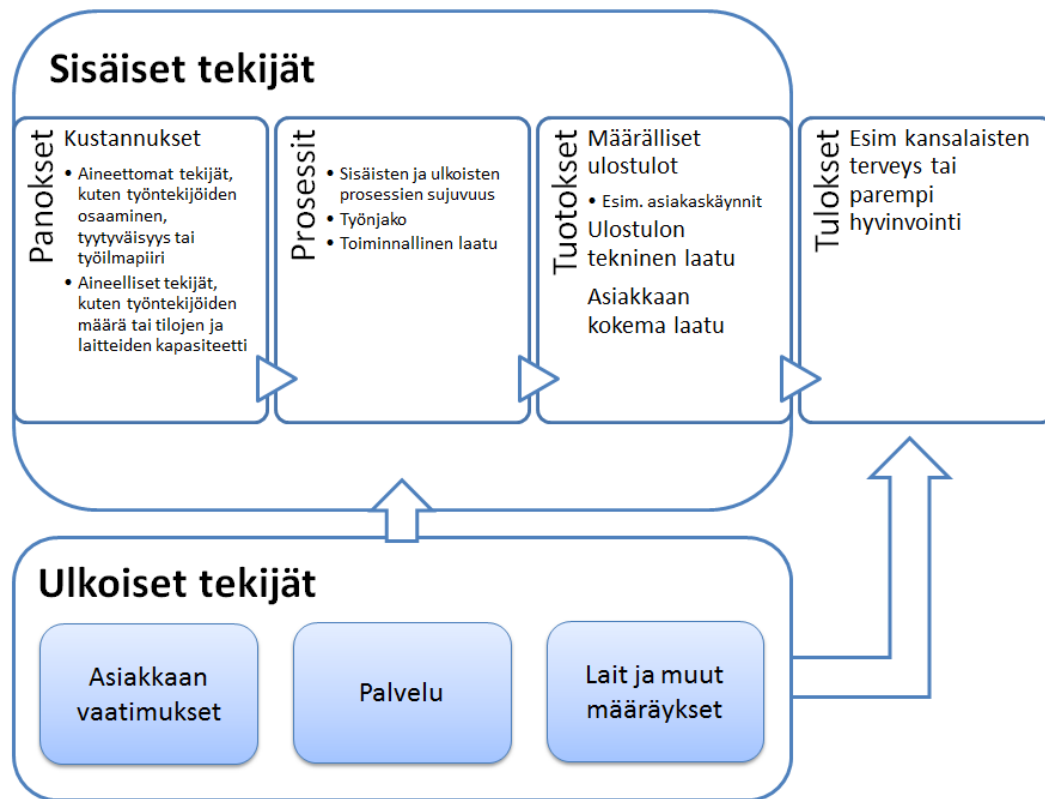 Sisäiset tekijät
Panokset
Kustannukset
• Aineettomat tekijät,
kuten työntekijöiden
osaaminen,
tyytyväisyys tai
työilmapiiri
• Aineelliset tekijät,
kuten työntekijöiden
määrä tai tilojen ja
laitteiden kapasiteetti
Prosessit
• Sisäisten ja ulkoisten
prosessien sujuvuus
• Työnjako
• Toiminnallinen laatu
Tuotokset
Määrälliset
ulostulot
• Esim. asiakaskäynnit
Ulostulon
tekninen laatu
Asiakkaan
kokema laatu
Tulokset
Esim kansalaisten
terveys tai
parempi
hyvinvointi
Ulkoiset tekijät
Asiakkaan
vaatimukset
Palvelu
Lait ja muut
määräykset